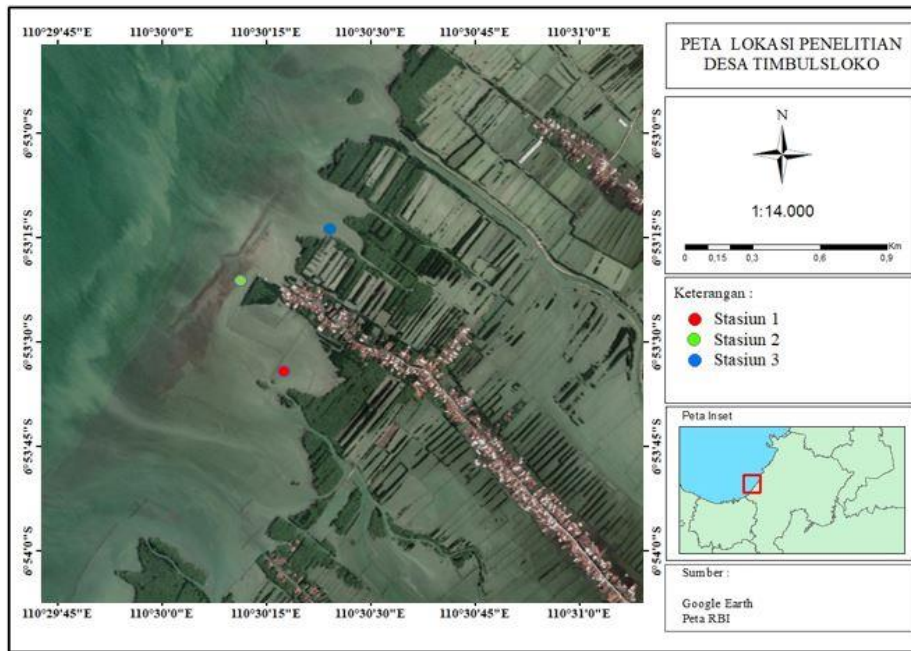 110°29'45"E 110°30'0"E 110°30'15"E 110°30'30"E 110°30'45"E 110°31'0"E
6°53'0"S
6°53'15"S
6°53'30"S
6°53'45"S
6°54'0"S
6°53'0"S
6°53'15"S
6°53'30"S
6°53'45"S
6°54'0"S
110°29'45"E 110°30'0"E 110°30'15"E 110°30'30"E 110°30'45"E 110°31'0"E
PETA LOKASI PENELITIAN
DESA TIMBULSLOKO
N
1:14.000
Km
0 0,15 0,3 0,6 0,9
Keterangan :
Stasiun 1
Stasiun 2
Stasiun 3
Peta Inset
Sumber :
Google Earth
Peta RBI